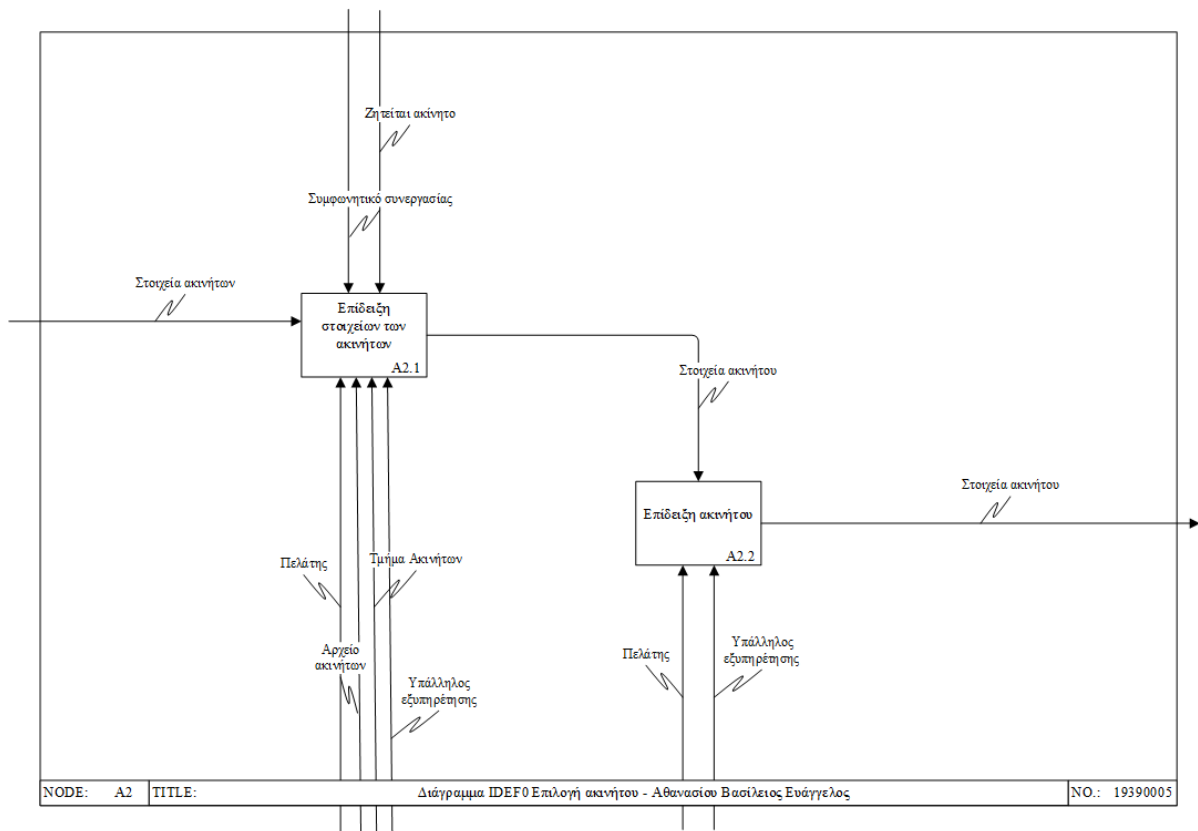 Ζητείται ακίνητο
Συμφωνητικό συνεργασίας
Στοιχεία ακινήτων
Επίδειξη
στοιχείων των
ακινήτων
A2.1
Στοιχεία ακινήτου
Στοιχεία ακινήτου
Επίδειξη ακινήτου
A2.2
Πελάτης
Τμήμα Ακινήτων
Αρχείο
ακινήτων
Υπάλληλος
εξυπηρέτησης
Πελάτης
Υπάλληλος
εξυπηρέτησης
NODE: A2 TITLE: Διάγραμμα IDEF0 Επιλογή ακινήτου - Αθανασίου Βασίλειος Ευάγγελος NO.: 19390005